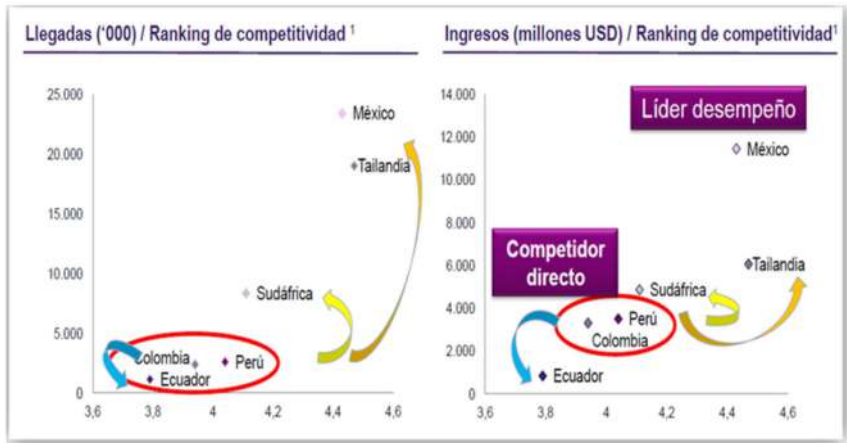 Llegadas (‘000) / Ranking de competitividad ¹
25.000
20.000
15.000
10.000
5.000
0
3,6
3,8
4
4,2
4,4
4,6
México
Tailandia
Sudáfrica
Colombia
Perú
Ecuador
Ingresos (millones USD) / Ranking de competitividad¹
14.000
12.000
10.000
8.000
6.000
4.000
2.000
0
3,6
3,8
4
4,2
4,4
4,6
Líder desempeño
México
Competidor
directo
Tailandia
Sudáfrica
Perú
Colombia
Ecuador